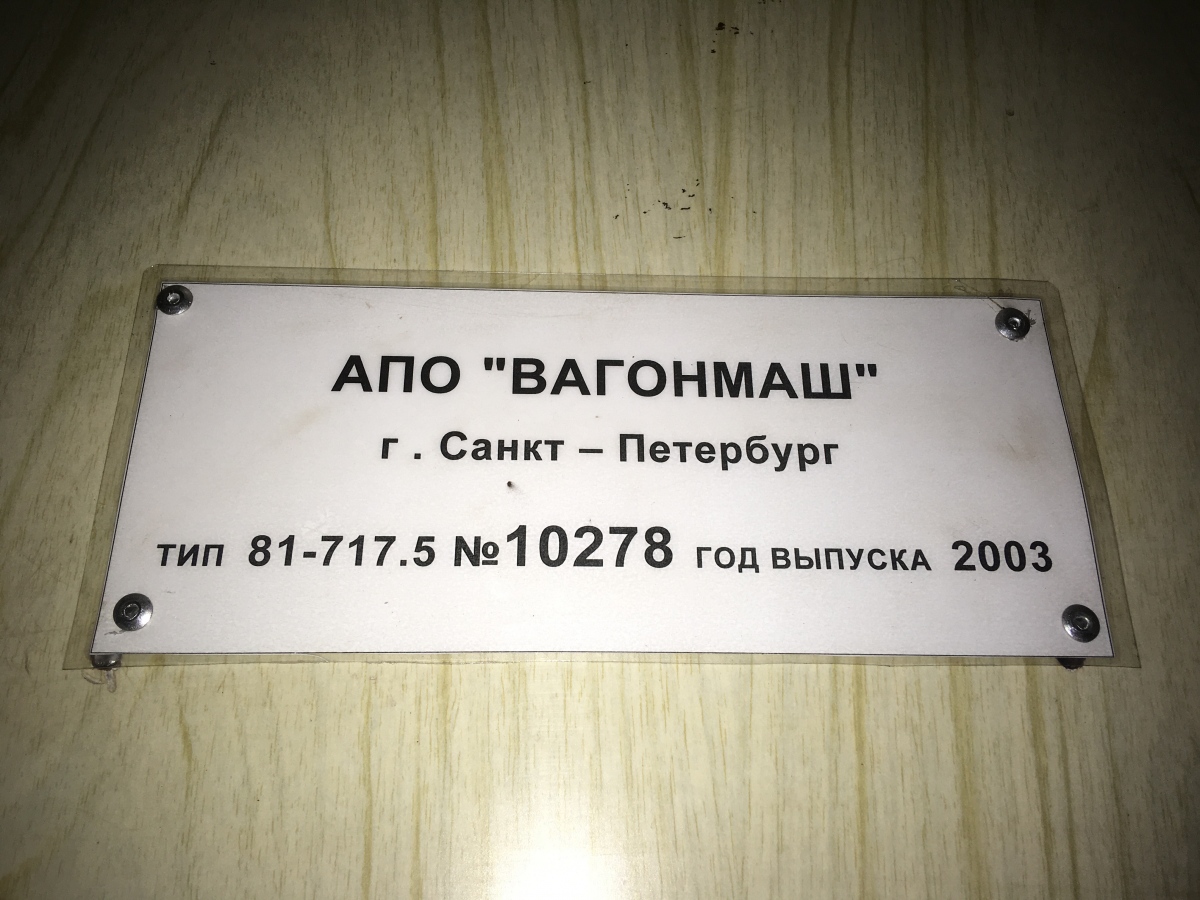 АПО "ВАГОНМАШ"
г . Санкт – Петербург
ТИП 81-717.5 №10278 ГОД ВЫПУСКА 2003